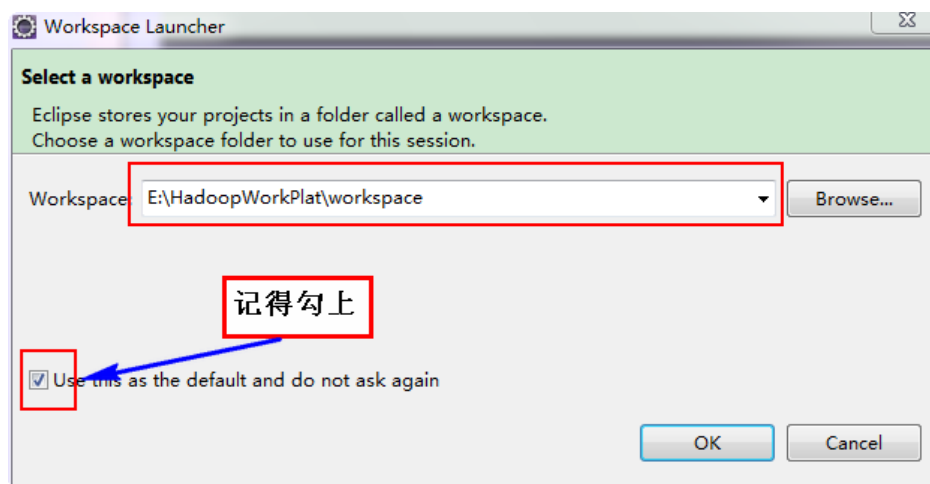 Workspace Launcher
Select a workspace
Eclipse stores your projects in a folder called a workspace.
Choose a workspace folder to use for this session.
Workspace: E:\HadoopWorkPlat\workspace Browse...
记得勾上
Use this as the default and do not ask again
OK Cancel